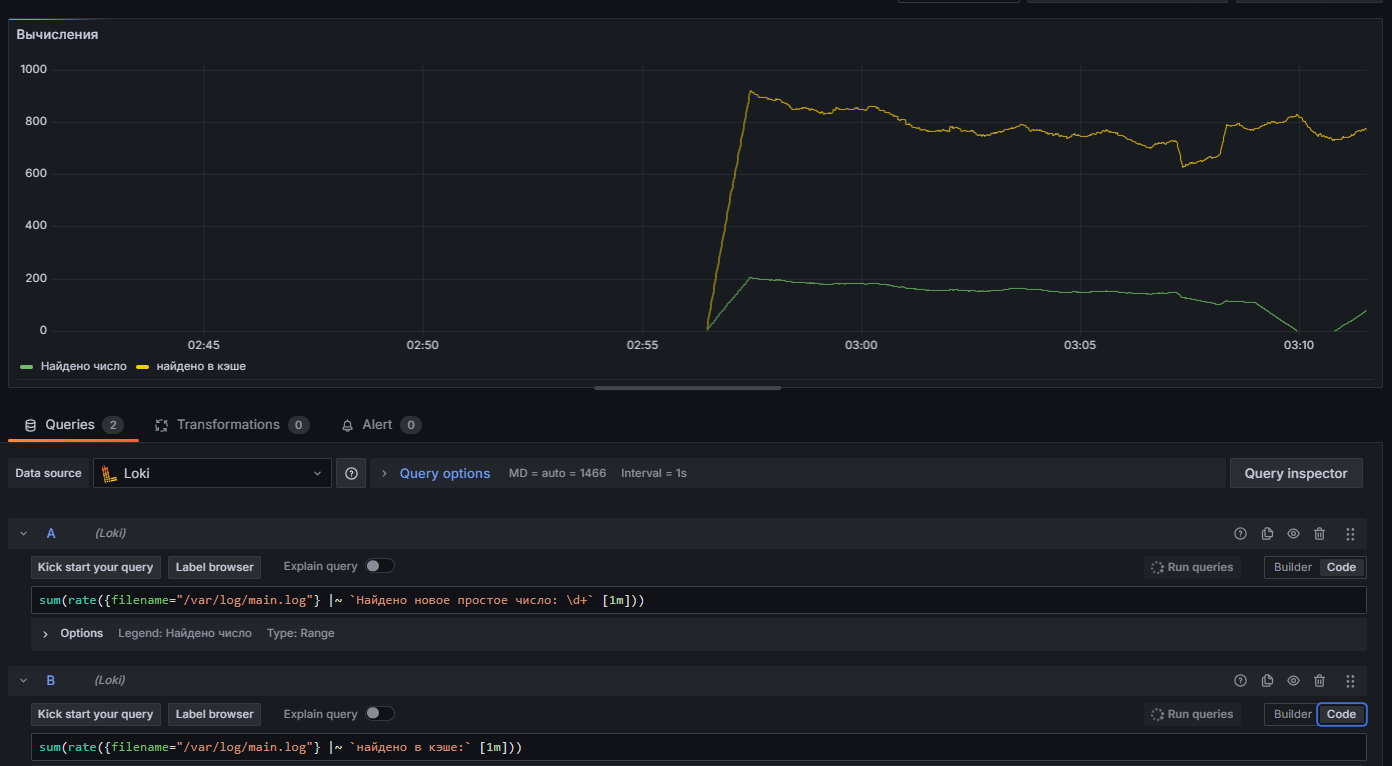 Вычисления
1000
800
600
400
200
0
02:45 02:50 02:55 03:00 03:05 03:10
Найдено число найдено в кэше
Queries 2 Transformations 0 Alert 0
Data source Loki Query options MD = auto = 1466 Interval = 1s Query inspector
A (Loki)
Kick start your query Label browser Explain query Run queries Builder Code
sum(rate({filename="/var/log/main.log"} |~ `Найдено новое простое число: \d+` [1m]))
Options Legend: Найдено число Type: Range
B (Loki)
Kick start your query Label browser Explain query Run queries Builder Code
sum(rate({filename="/var/log/main.log"} |~ `найдено в кэше:` [1m]))